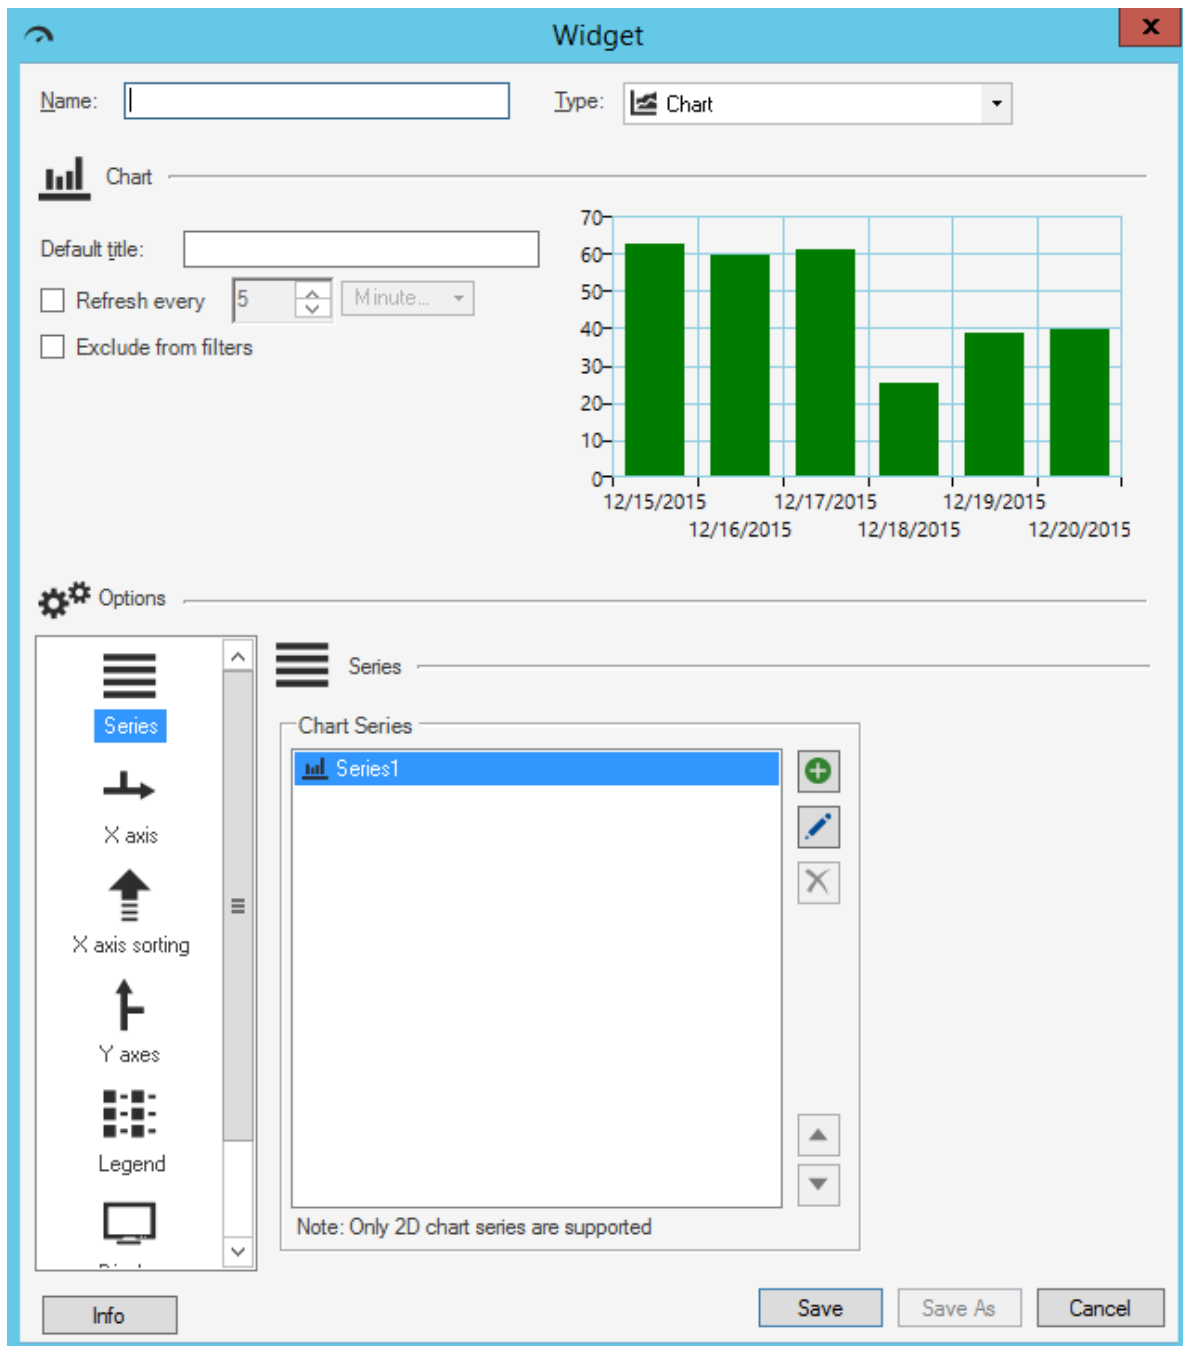 Widget
x
Name:
Type: Chart
Chart
Default title:
Refresh every 5 Minute...
Exclude from filters
70
60
50
40
30
20
10
0
12/15/2015 12/17/2015 12/19/2015
12/16/2015 12/18/2015 12/20/2015
Options
Series
X axis
X axis sorting
Y axes
Legend
Series
Chart Series
Series1
Note: Only 2D chart series are supported
Info
Save
Save As
Cancel